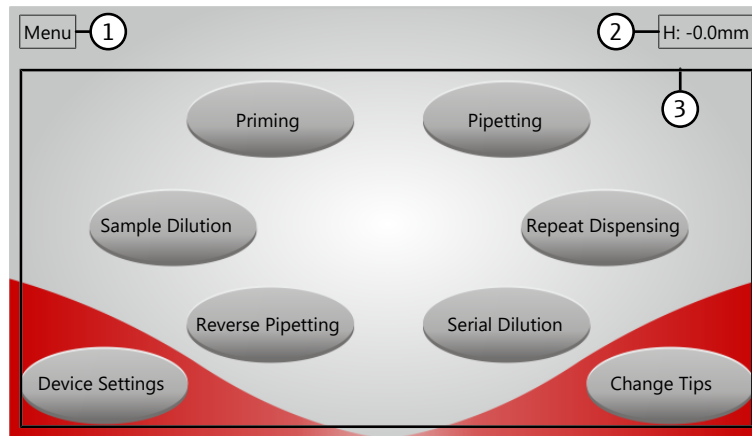 Menu
1
2
H: -0.0mm
3
Priming
Pipetting
Sample Dilution
Repeat Dispensing
Reverse Pipetting
Serial Dilution
Device Settings
Change Tips